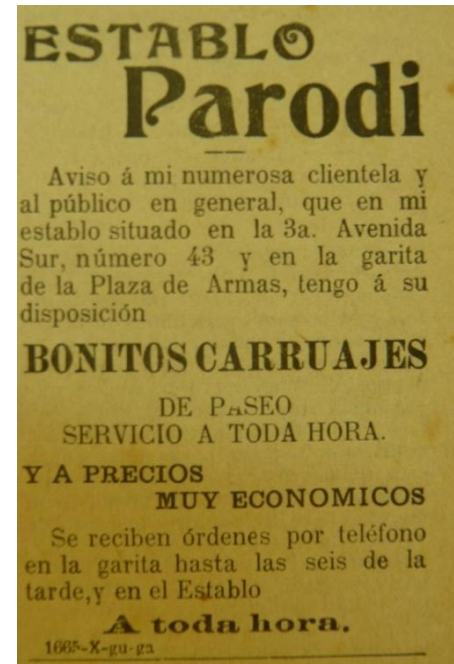 ESTABLO
Parodi
Aviso á mi numerosa clientela y
al público en general, que en mi
establo situado en la 3a. Avenida
Sur, número 43 y en la garita
de la Plaza de Armas, tengo á su
disposición
BONITOS CARRUAJES
DE PASEO
SERVICIO A TODA HORA.
Y A PRECIOS
MUY ECONOMICOS
Se reciben órdenes por teléfono
en la garita hasta las seis de la
tarde,y en el Establo
A toda hora.
1665-X-gu-ga